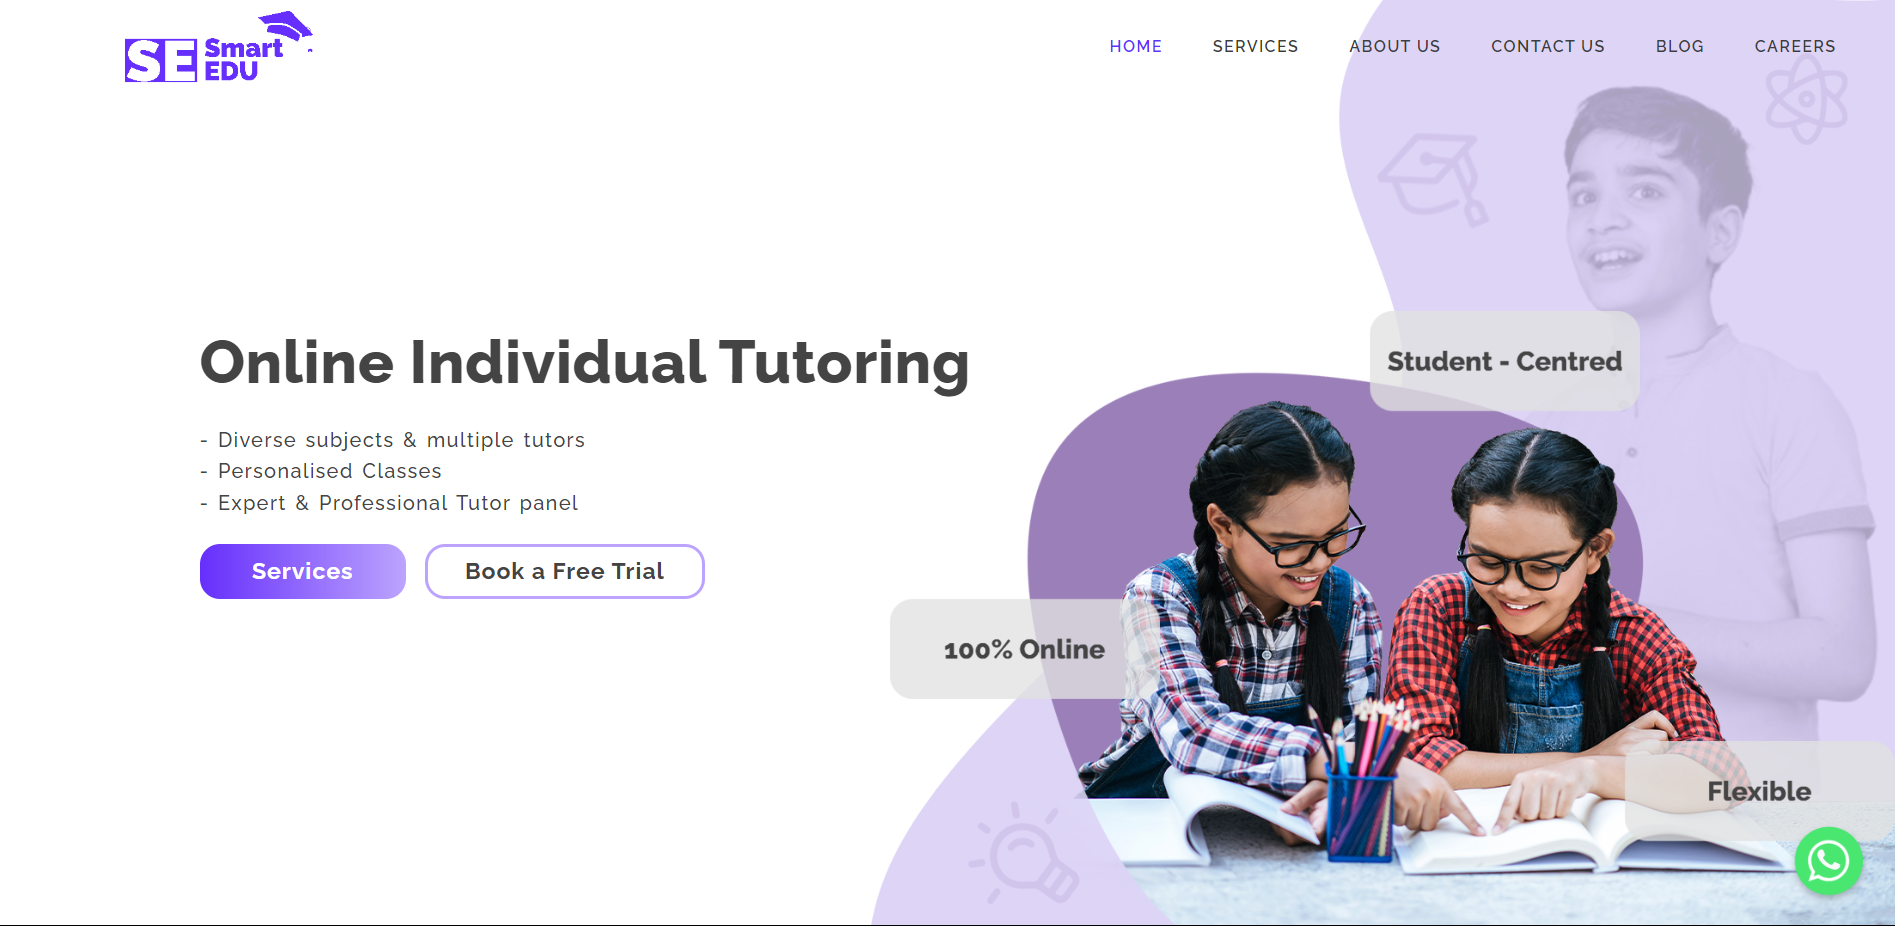 SE Smart
EDU
HOME SERVICES ABOUT US CONTACT US BLOG CAREERS
Online Individual Tutoring
- Diverse subjects & multiple tutors
- Personalised Classes
- Expert & Professional Tutor panel
Services Book a Free Trial
Student - Centred
100% Online
Flexible